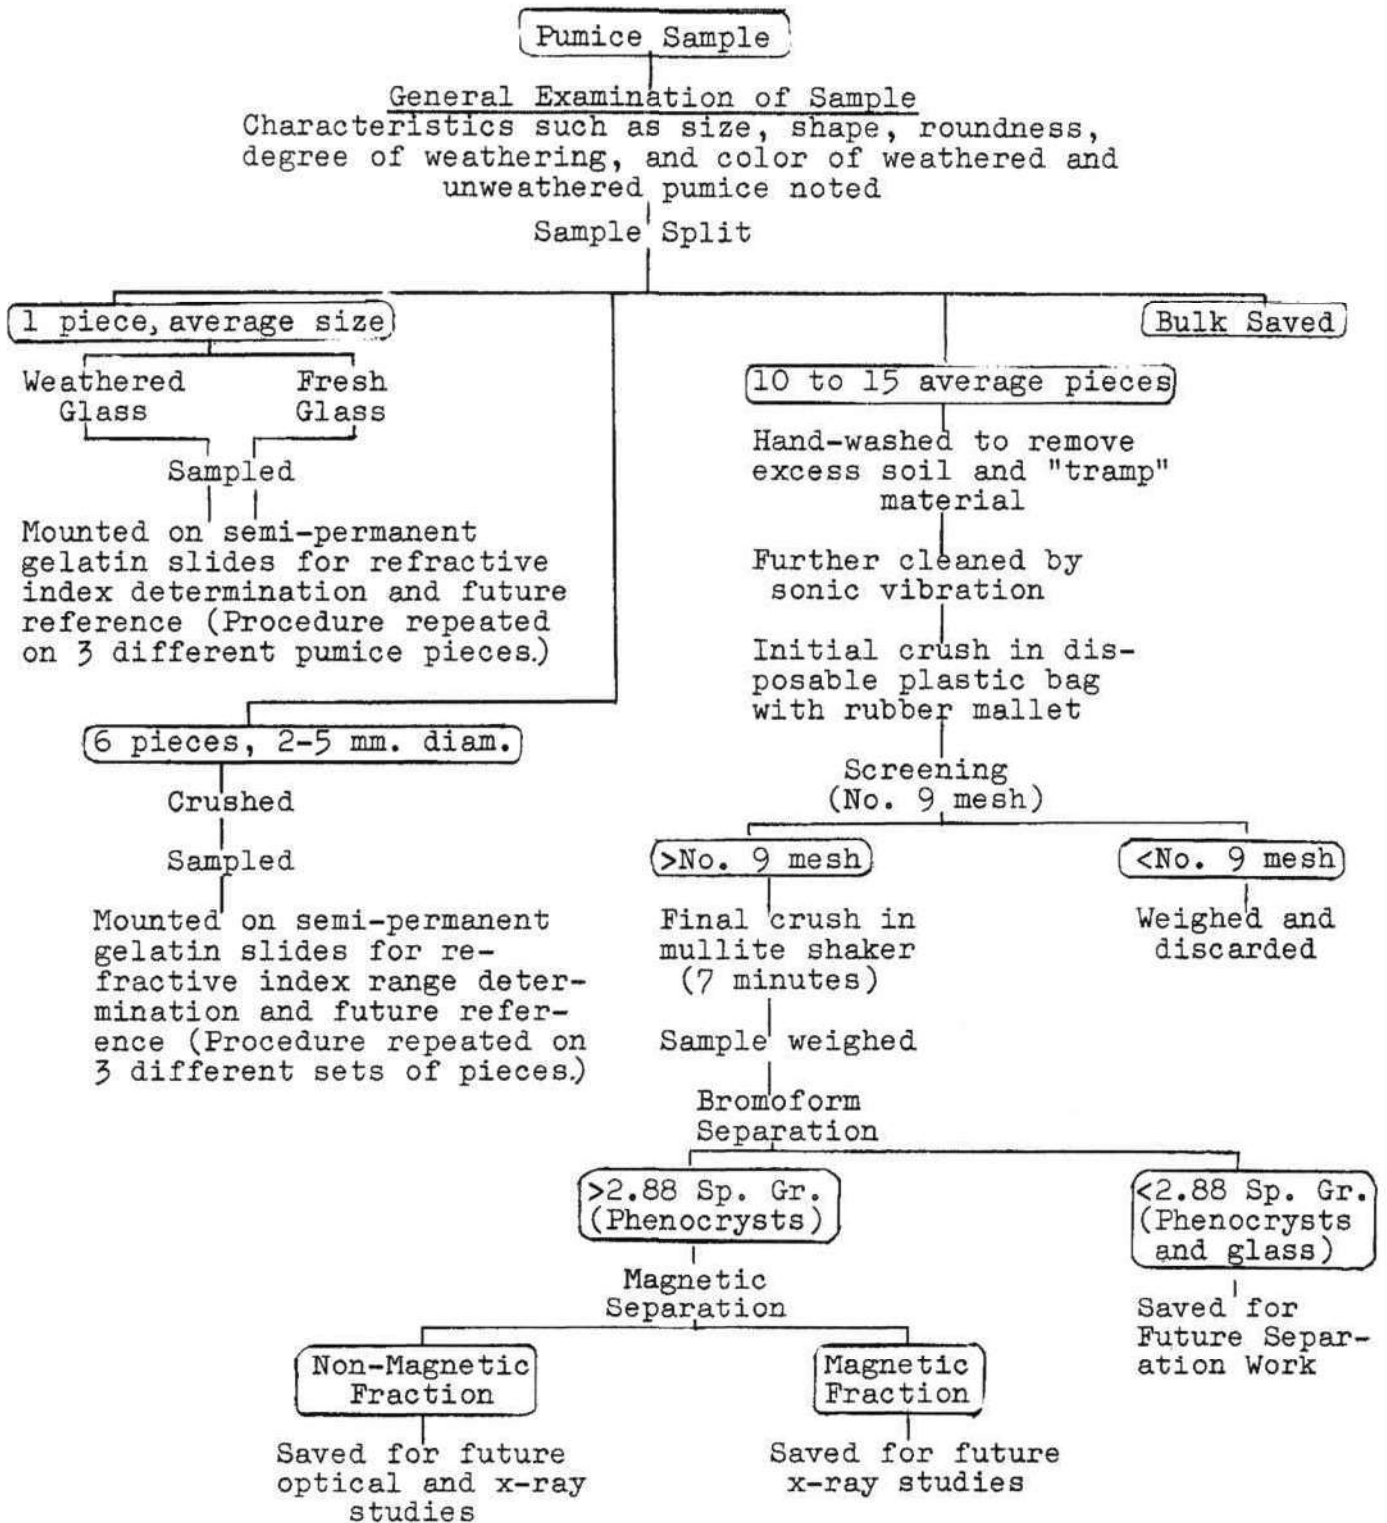 Pumice Sample
General Examination of Sample
Characteristics such as size, shape, roundness,
degree of weathering, and color of weathered and
unweathered pumice noted
Sample Split
1 piece, average size
Weathered
Glass
Fresh
Glass
Sampled
Mounted on semi-permanent
gelatin slides for refractive
index determination and future
reference (Procedure repeated
on 3 different pumice pieces.)
6 pieces, 2-5 mm. diam.
Crushed
Sampled
Mounted on semi-permanent
gelatin slides for re-
fractive index range deter-
mination and future refer-
ence (Procedure repeated on
3 different sets of pieces.)
10 to 15 average pieces
Hand-washed to remove
excess soil and "tramp"
material
Further cleaned by
sonic vibration
Initial crush in dis-
posable plastic bag
with rubber mallet
Screening
(No. 9 mesh)
>No. 9 mesh
Final crush in
mullite shaker
(7 minutes)
Sample weighed
Bromoform
Separation
>2.88 Sp. Gr.
(Phenocrysts)
Magnetic
Separation
Non-Magnetic
Fraction
Saved for future
optical and x-ray
studies
Magnetic
Fraction
Saved for future
x-ray studies
<2.88 Sp. Gr.
(Phenocrysts
and glass)
Saved for
Future Separ-
ation Work
<No. 9 mesh
Weighed and
discarded
Bulk Saved